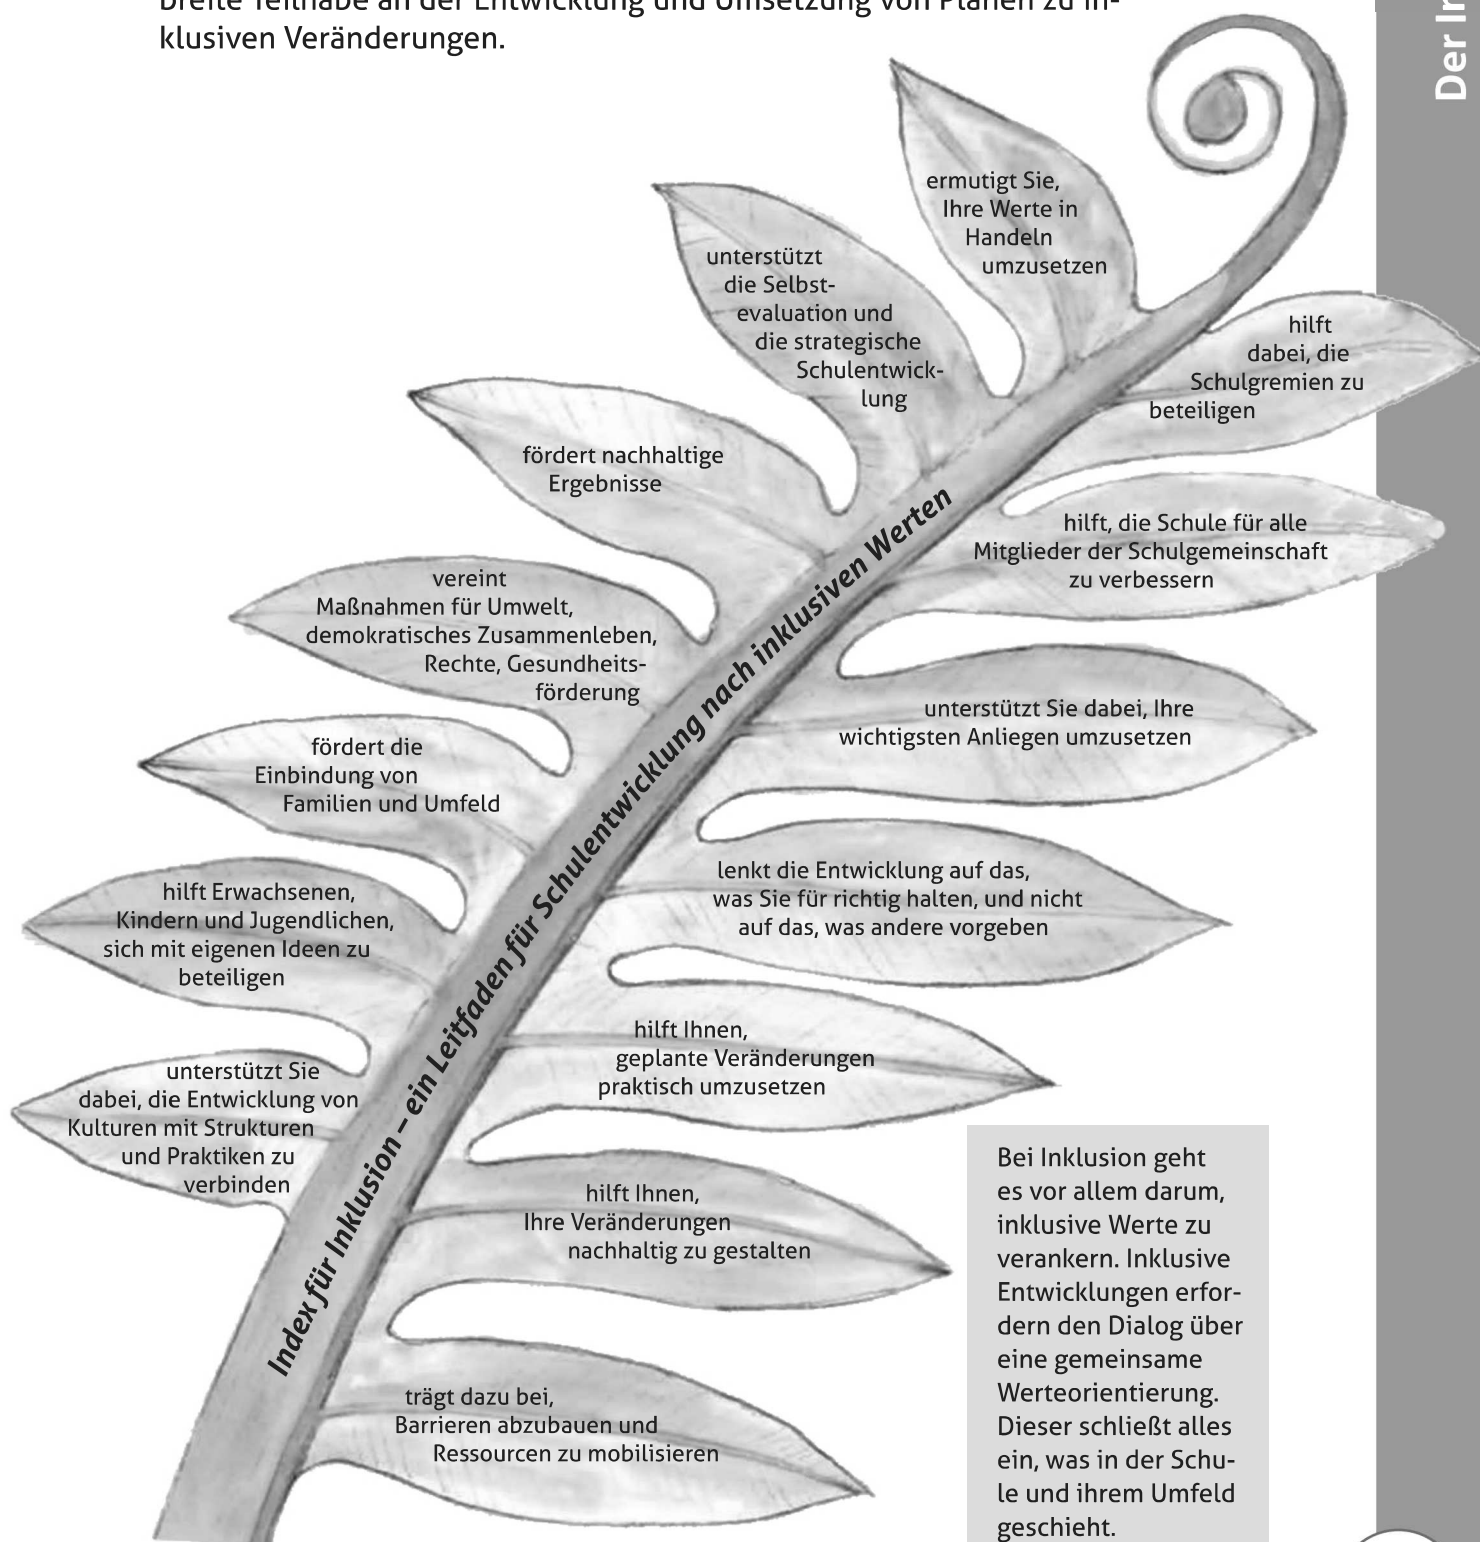 breite Teilhabe an der Entwicklung und Umsetzung von Plänen zu in-
klusiven Veränderungen.
Der
ermutigt Sie,
Ihre Werte in
Handeln
umzusetzen
unterstützt
die Selbst-
evaluation und
die strategische
Schulentwick-
lung
hilft
dabei, die
Schulgremien zu
beteiligen
fördert nachhaltige
Ergebnisse
hilft, die Schule für alle
Mitglieder der Schulgemeinschaft
zu verbessern
vereint
Maßnahmen für Umwelt,
demokratisches Zusammenleben,
Rechte, Gesundheits-
förderung
unterstützt Sie dabei, Ihre
wichtigsten Anliegen umzusetzen
fördert die
Einbindung von
Familien und Umfeld
lenkt die Entwicklung auf das,
was Sie für richtig halten, und nicht
auf das, was andere vorgeben
hilft Erwachsenen,
Kindern und Jugendlichen,
sich mit eigenen Ideen zu
beteiligen
hilft Ihnen,
geplante Veränderungen
praktisch umzusetzen
unterstützt Sie
dabei, die Entwicklung von
Kulturen mit Strukturen
und Praktiken zu
verbinden
hilft Ihnen,
Ihre Veränderungen
nachhaltig zu gestalten
trägt dazu bei,
Barrieren abzubauen und
Ressourcen zu mobilisieren
Index für Inklusion – ein Leitfaden für Schulentwicklung nach inklusiven Werten
Bei Inklusion geht
es vor allem darum,
inklusive Werte zu
verankern. Inklusive
Entwicklungen erfor-
dern den Dialog über
eine gemeinsame
Werteorientierung.
Dieser schließt alles
ein, was in der Schu-
le und ihrem Umfeld
geschieht.